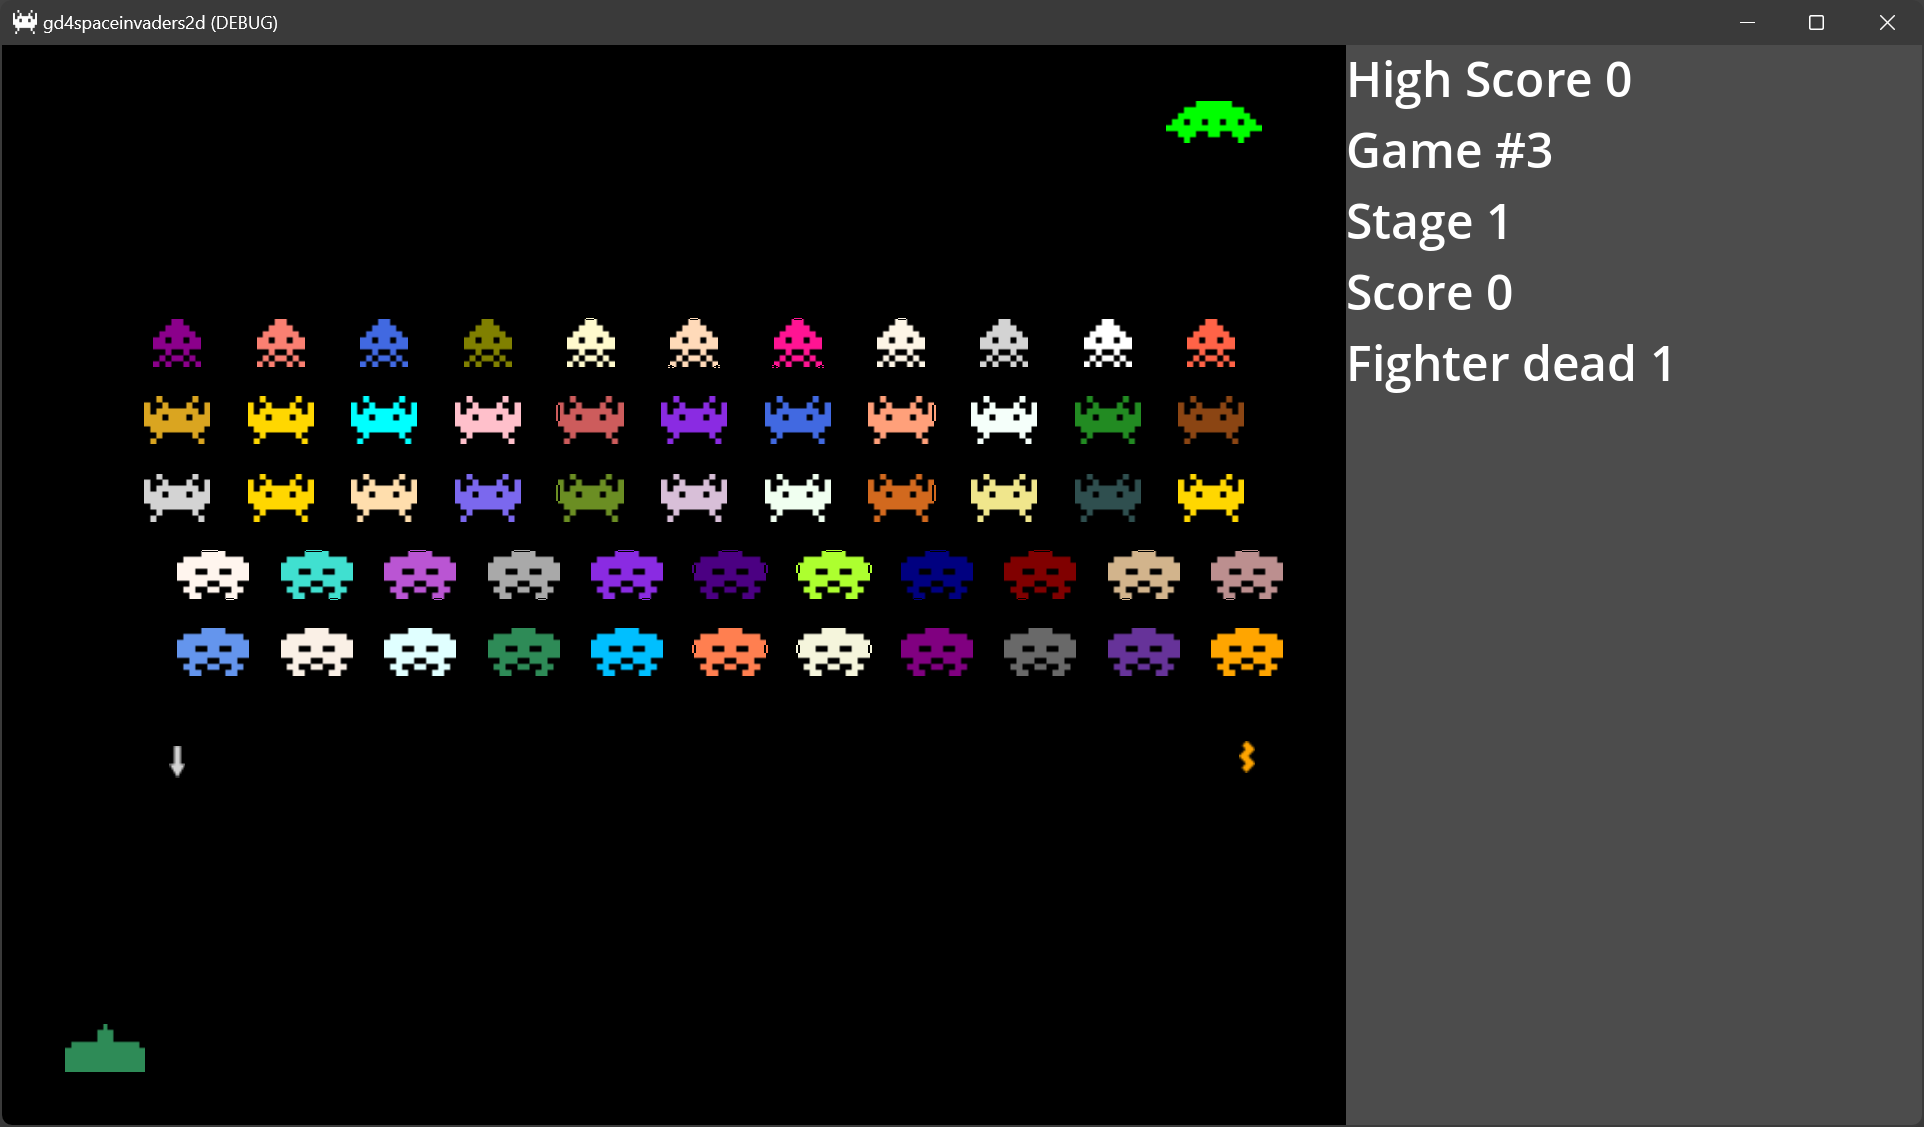 gd4spaceinvaders2d (DEBUG)
High Score 0
Game #3
Stage 1
Score 0
Fighter dead 1